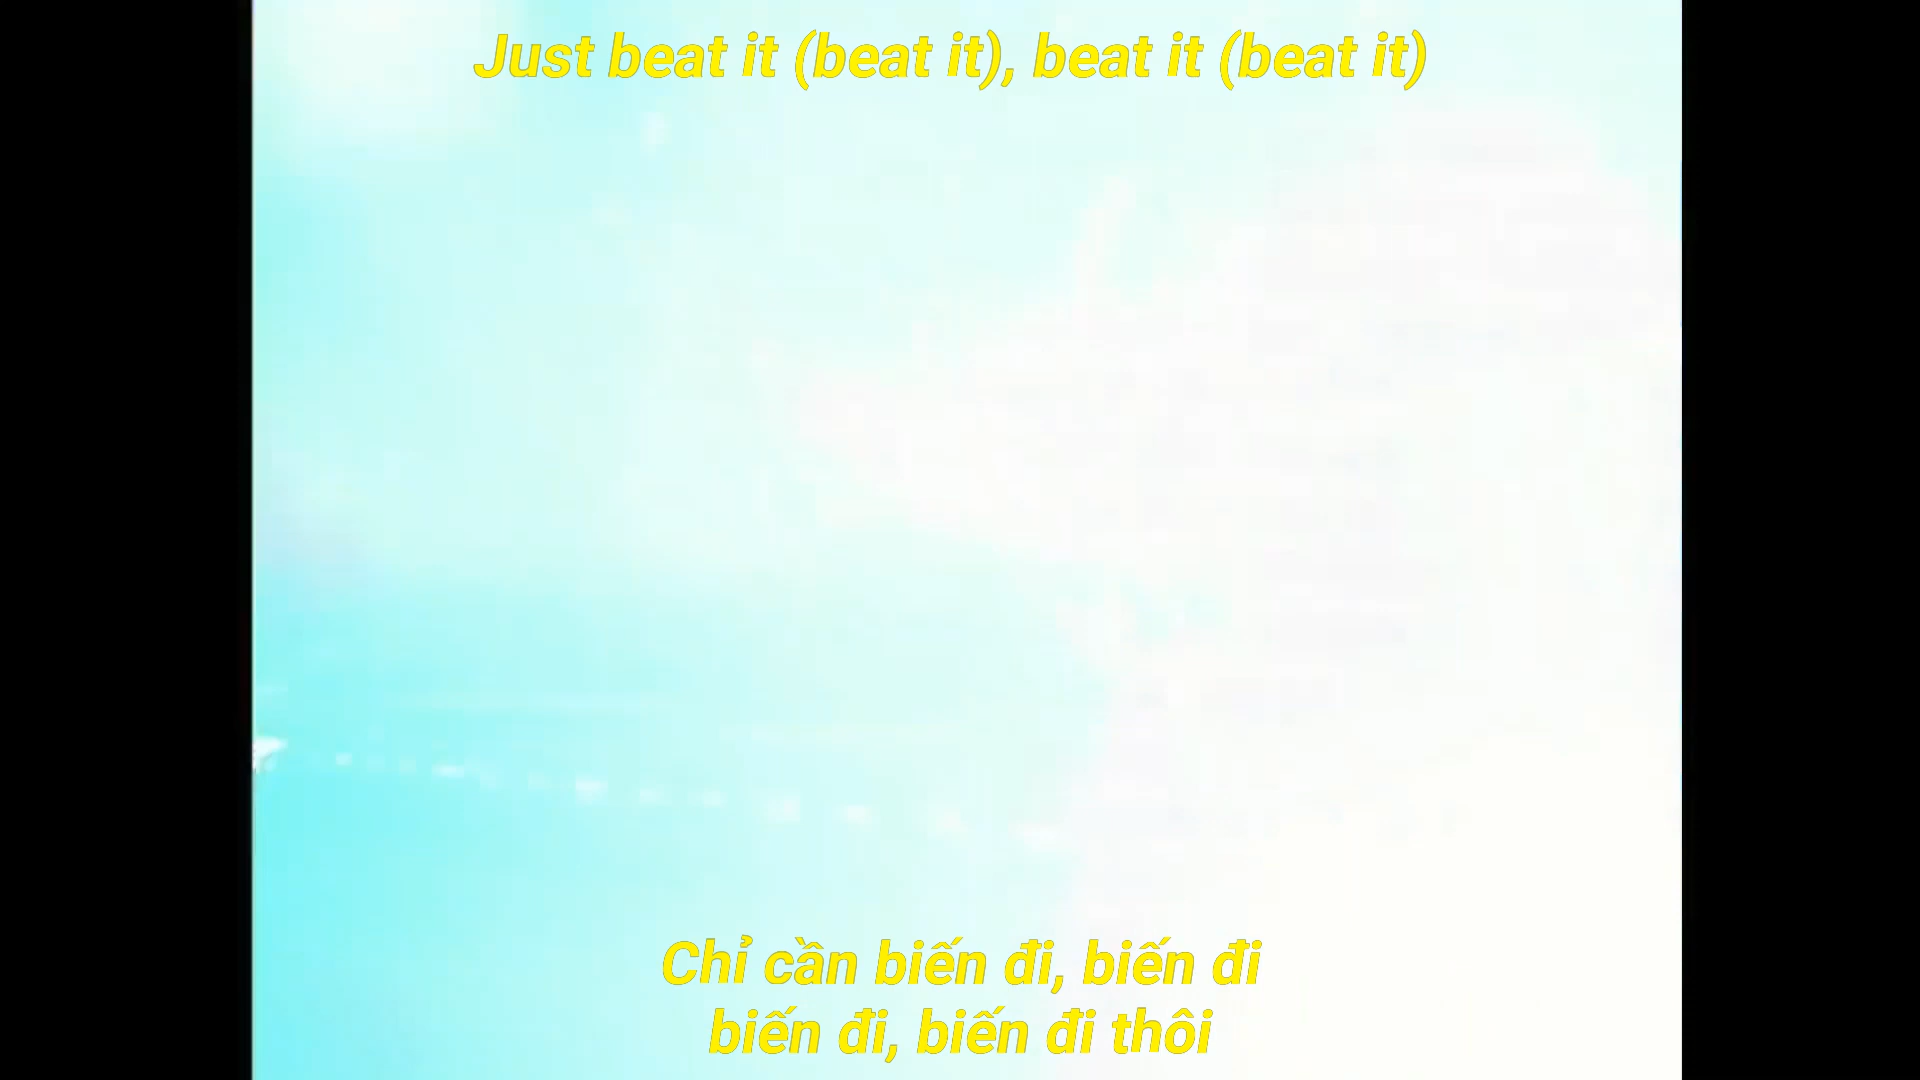 Just beat it (beat it), beat it (beat it)
Chỉ cần biến đi, biến đi
biến đi, biến đi thôi